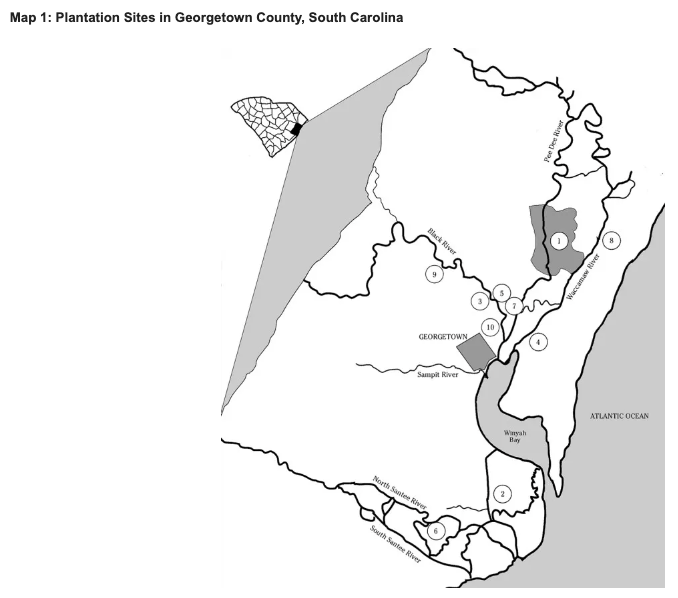 Map 1: Plantation Sites in Georgetown County, South Carolina
Pee Dee River
1
8
Black River
Waccamaw River
9
5
3
7
10
GEORGETOWN
4
Sampit River
ATLANTIC OCEAN
Winyah
Bay
North Santee River
2
6
South Santee River